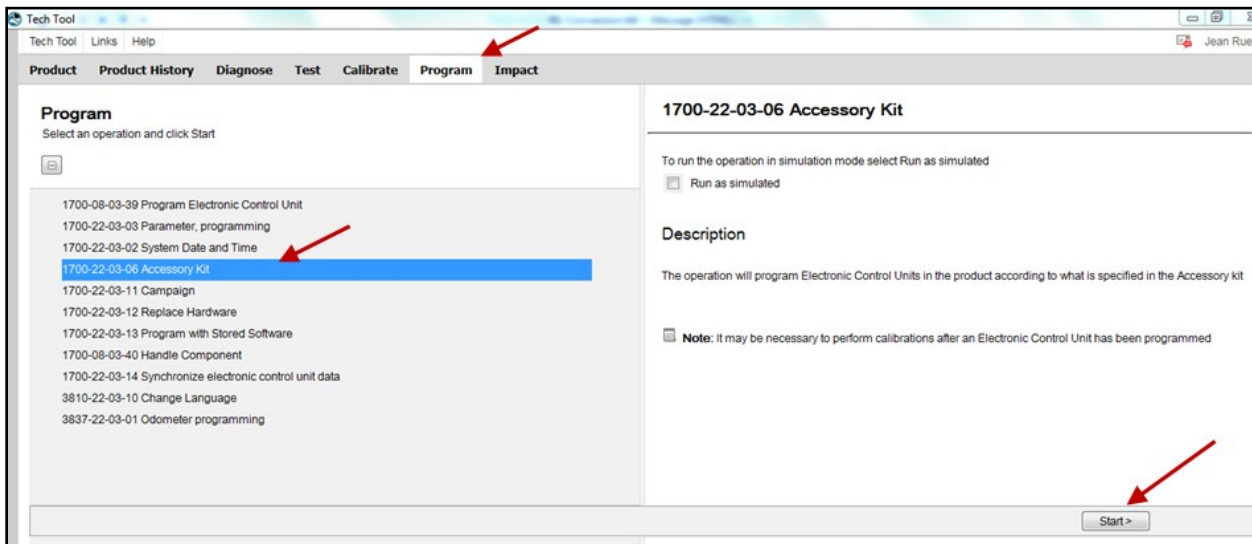 Tech Tool
Tech Tool Links Help
Jean Rue
Product Product History Diagnose Test Calibrate Program Impact
Program
Select an operation and click Start
1700-08-03-39 Program Electronic Control Unit
1700-22-03-03 Parameter, programming
1700-22-03-02 System Date and Time
1700-22-03-06 Accessory Kit
1700-22-03-11 Campaign
1700-22-03-12 Replace Hardware
1700-22-03-13 Program with Stored Software
1700-08-03-40 Handle Component
1700-22-03-14 Synchronize electronic control unit data
3810-22-03-10 Change Language
3837-22-03-01 Odometer programming
1700-22-03-06 Accessory Kit
To run the operation in simulation mode select Run as simulated
Run as simulated
Description
The operation will program Electronic Control Units in the product according to what is specified in the Accessory kit
Note: It may be necessary to perform calibrations after an Electronic Control Unit has been programmed
Start >